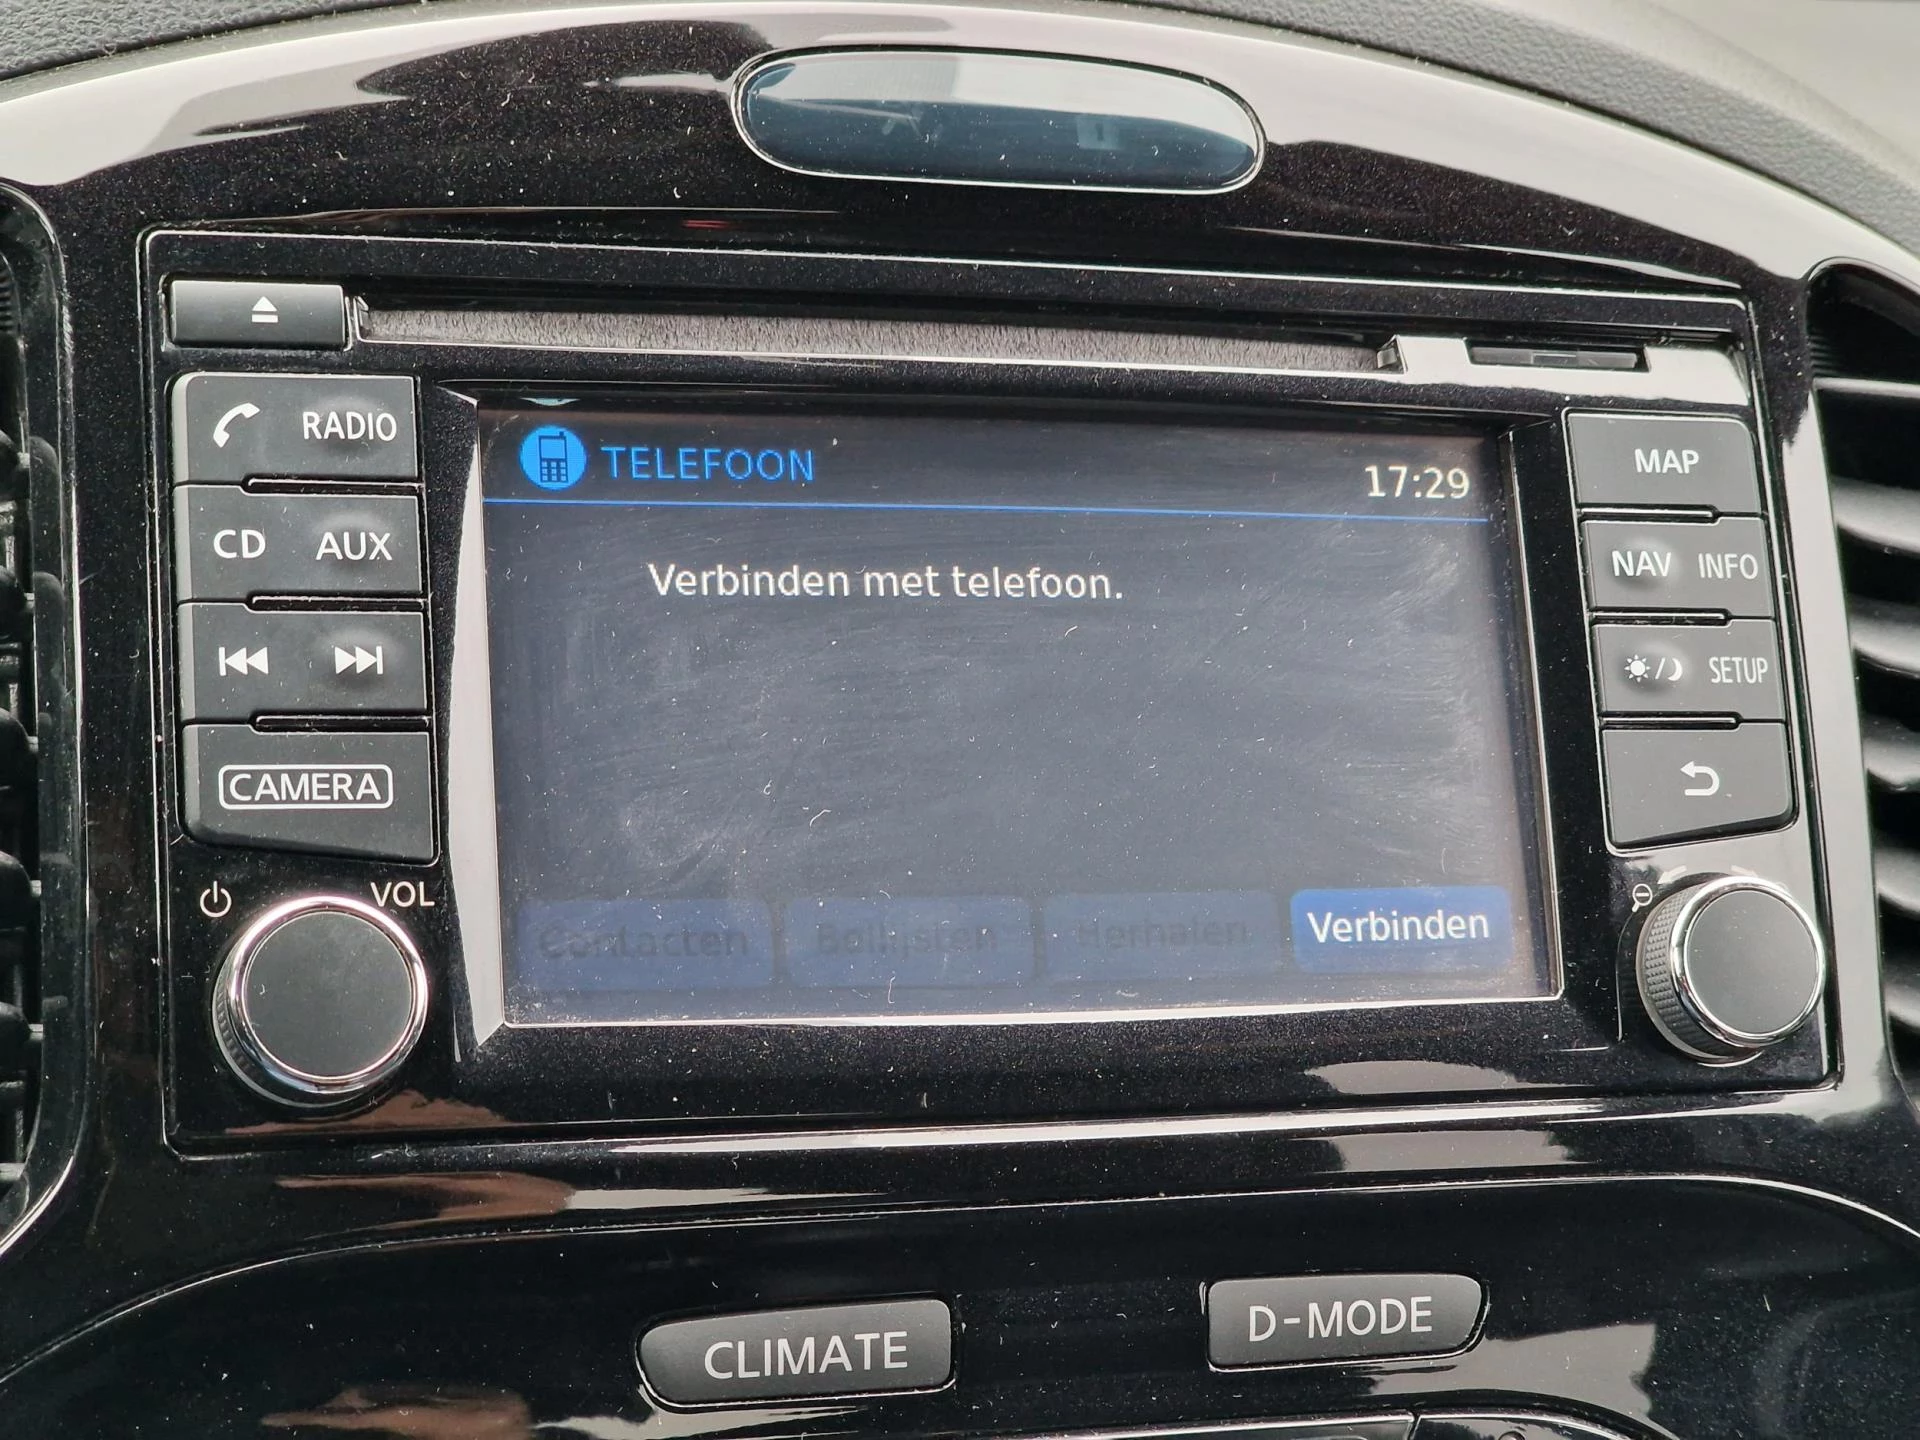 RADIO
CD AUX
CAMERA
VOL
TELEFOON
17:29
Verbinden met telefoon.
Contacten Bellijsten Herhalen Verbinden
MAP
NAV INFO
SETUP
CLIMATE
D-MODE